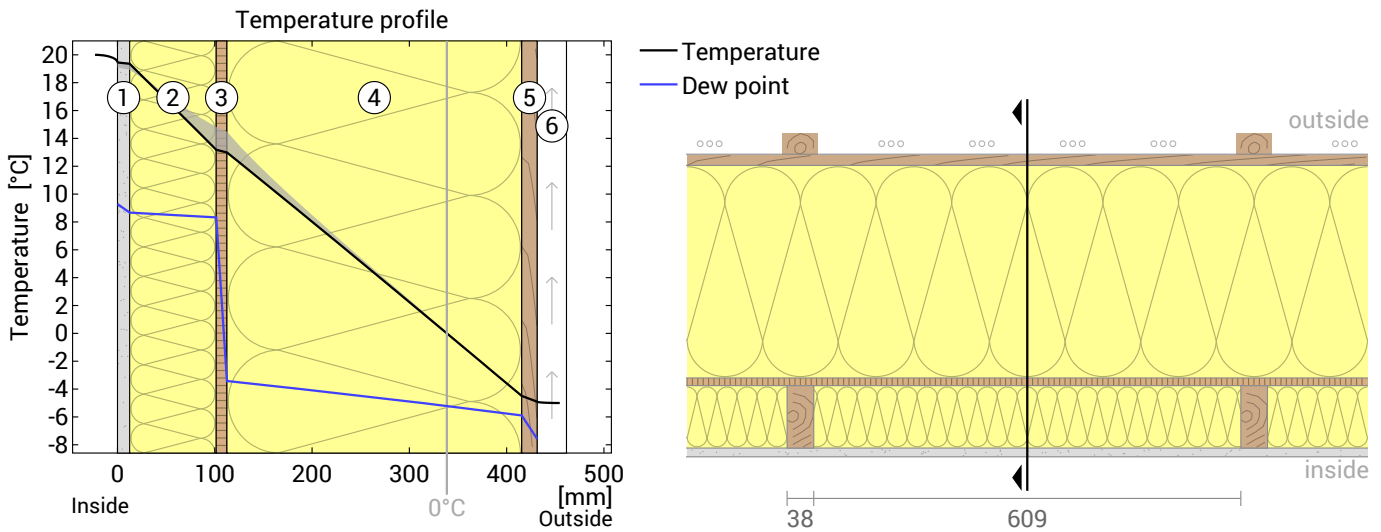 Temperature profile
Temperature [°C]
20
18
16
14
12
10
8
6
4
2
0
-2
-4
-6
-8
1
2
3
4
5
6
0 100 200 300 400 500
[mm]
Inside
0°C
Outside
Temperature
Dew point
outside
inside
38 609